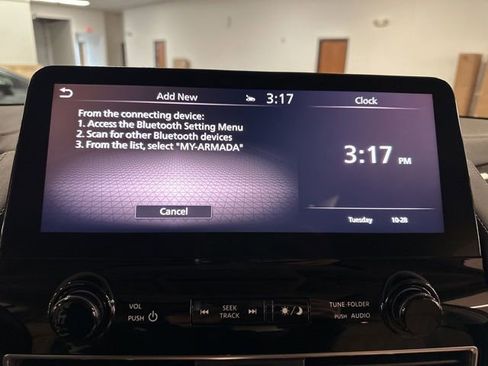 Add New
3:17
Clock
From the connecting device:
1. Access the Bluetooth Setting Menu
2. Scan for other Bluetooth devices
3. From the list, select "MY-ARMADA"
3:17 PM
Cancel
Tuesday 10-28
VOL
PUSH
SEEK
TRACK
TUNE·FOLDER
PUSH AUDIO